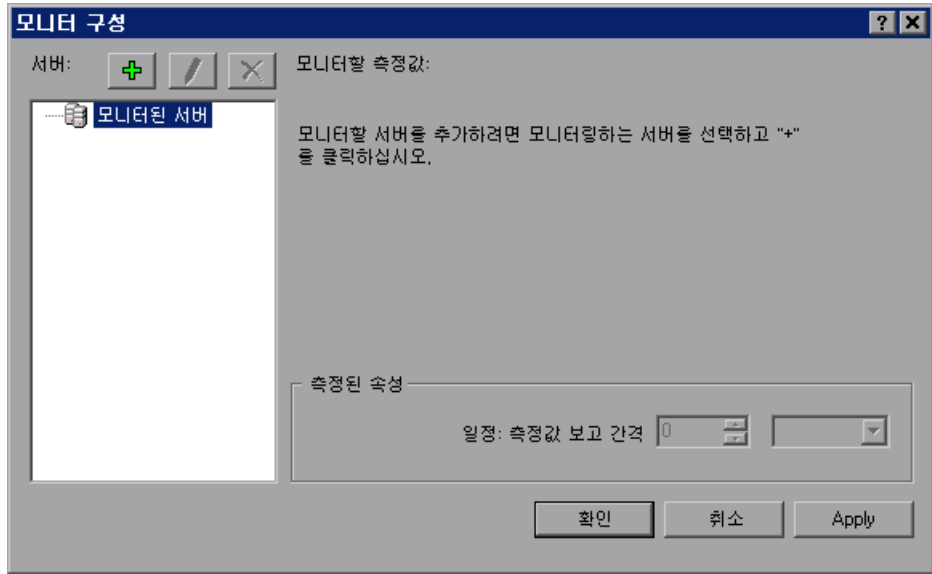 모니터 구성
서버:
모니터할 측정값:
모니터된 서버
모니터할 서버를 추가하려면 모니터링하는 서버를 선택하고 "+"
를 클릭하십시오.
측정된 속성
일정: 측정값 보고 간격 0
확인 취소 Apply